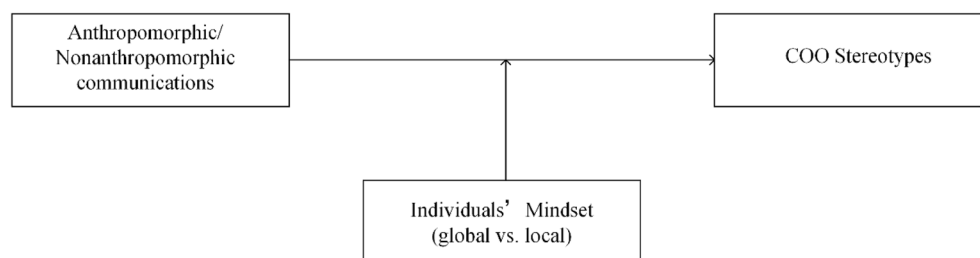 Anthropomorphic/
Nonanthropomorphic
communications
COO Stereotypes
Individuals’ Mindset
(global vs. local)